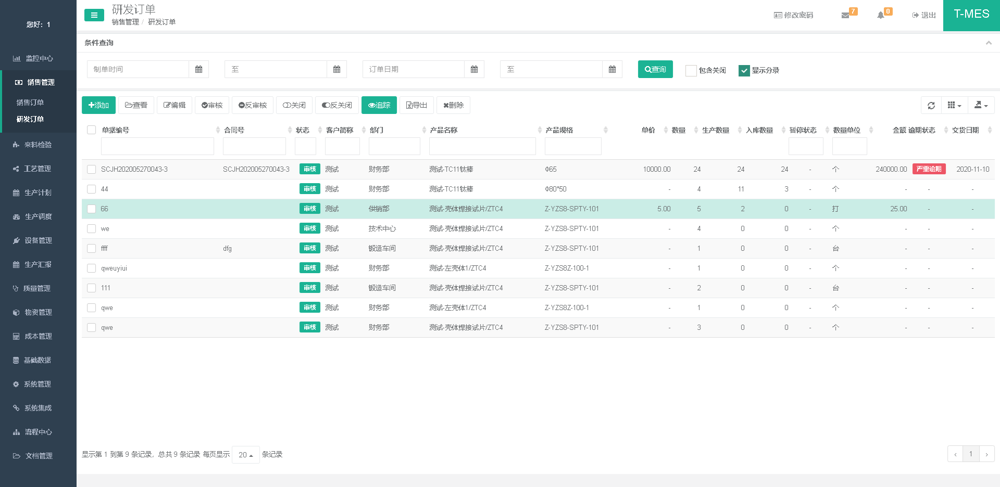 您好：1
监控中心
销售管理
销售订单
研发订单
来料检验
工艺管理
生产计划
生产调度
设备管理
生产汇报
质量管理
物资管理
成本管理
基础数据
系统管理
系统集成
流程中心
文档管理
研发订单
销售管理 / 研发订单
修改密码 7 0 退出 T-MES
条件查询
制单时间 至 订单日期 至 查询 包含关闭 显示分录
添加 查看 编辑 审核 反审核 关闭 反关闭 追踪 导出 删除
单据编号 合同号 状态 客户简称 部门 产品名称 产品规格 单价 数量 生产数量 入库数量 暂停状态 数量单位 金额 逾期状态 交货日期
SCJH202005270043-3 SCJH202005270043-3 审核 测试 财务部 测试-TC11钛棒 Φ65 10000.00 24 24 24 - 个 240000.00 严重逾期 2020-11-10
44 审核 测试 财务部 测试-TC11钛棒 Φ80*50 - 4 11 3 - 个 - - -
66 审核 测试 供销部 测试-壳体焊接试片/ZTC4 Z-YZS8-SPTY-101 5.00 5 2 0 - 打 25.00 - -
we 审核 测试 技术中心 测试-壳体焊接试片/ZTC4 Z-YZS8-SPTY-101 - 4 0 0 - 个 - - -
ffff dfg 审核 测试 锻造车间 测试-壳体焊接试片/ZTC4 Z-YZS8-SPTY-101 - 1 0 0 - 台 - - -
qweuyiui 审核 测试 财务部 测试-左壳体1/ZTC4 Z-YZS8Z-100-1 - 1 0 0 - 个 - - -
111 审核 测试 锻造车间 测试-壳体焊接试片/ZTC4 Z-YZS8-SPTY-101 - 2 0 0 - 台 - - -
qwe 审核 测试 财务部 测试-左壳体1/ZTC4 Z-YZS8Z-100-1 - 1 0 0 - 个 - - -
qwe 审核 测试 财务部 测试-壳体焊接试片/ZTC4 Z-YZS8-SPTY-101 - 3 0 0 - 个 - - -
显示第 1 到第 9 条记录，总共 9 条记录 每页显示 20 条记录
‹ 1 ›